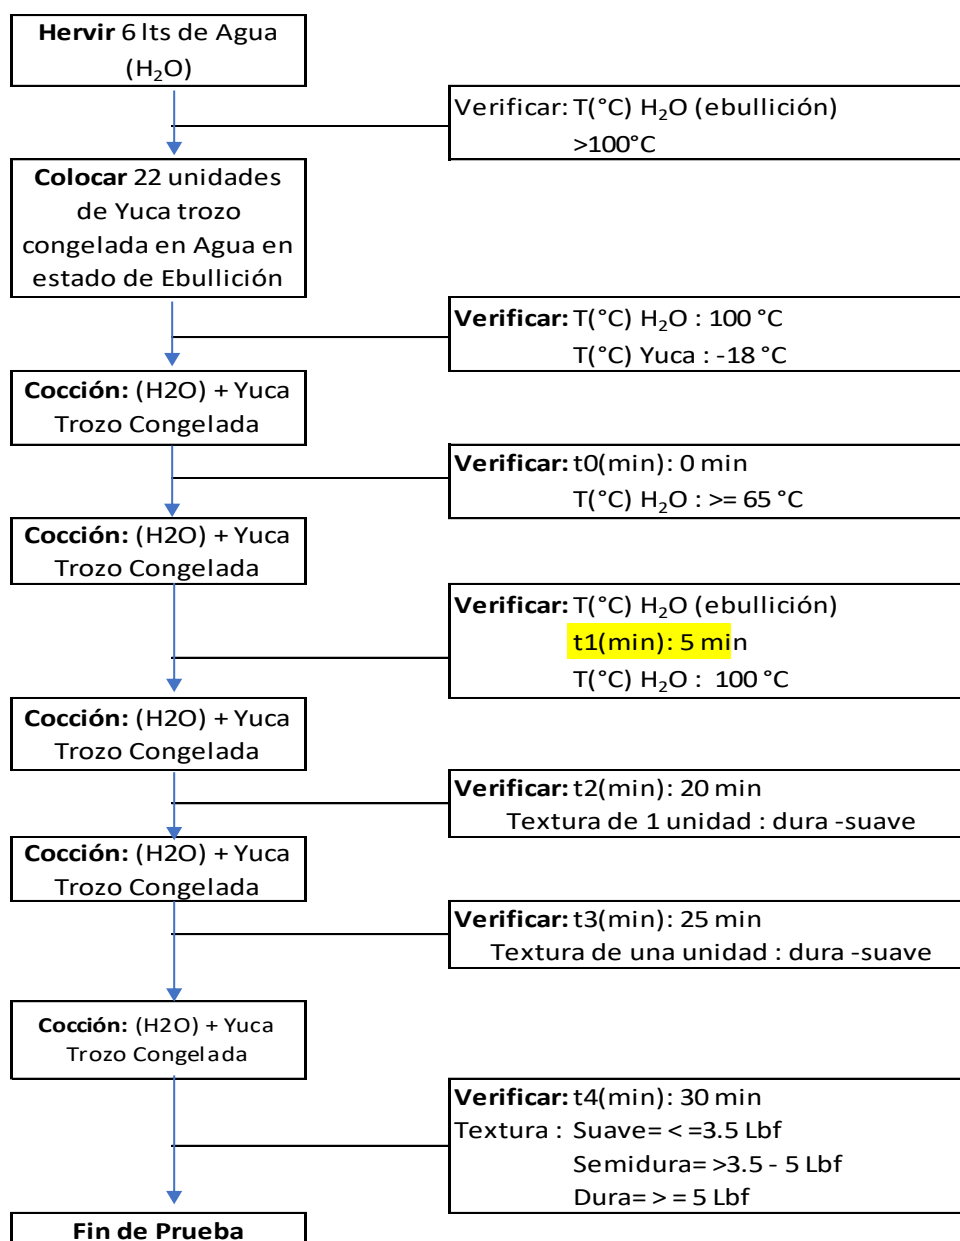 Hervir 6 lts de Agua
(H₂O)
Verificar: T(°C) H₂O (ebullición)
>100°C
Colocar 22 unidades
de Yuca trozo
congelada en Agua en
estado de Ebullición
Verificar: T(°C) H₂O : 100 °C
T(°C) Yuca : -18 °C
Cocción: (H2O) + Yuca
Trozo Congelada
Verificar: t0(min): 0 min
T(°C) H₂O : >= 65 °C
Cocción: (H2O) + Yuca
Trozo Congelada
Verificar: T(°C) H₂O (ebullición)
t1(min): 5 min
T(°C) H₂O : 100 °C
Cocción: (H2O) + Yuca
Trozo Congelada
Verificar: t2(min): 20 min
Textura de 1 unidad : dura -suave
Cocción: (H2O) + Yuca
Trozo Congelada
Verificar: t3(min): 25 min
Textura de una unidad : dura -suave
Cocción: (H2O) + Yuca
Trozo Congelada
Verificar: t4(min): 30 min
Textura : Suave= < =3.5 Lbf
Semidura= >3.5 - 5 Lbf
Dura= > = 5 Lbf
Fin de Prueba